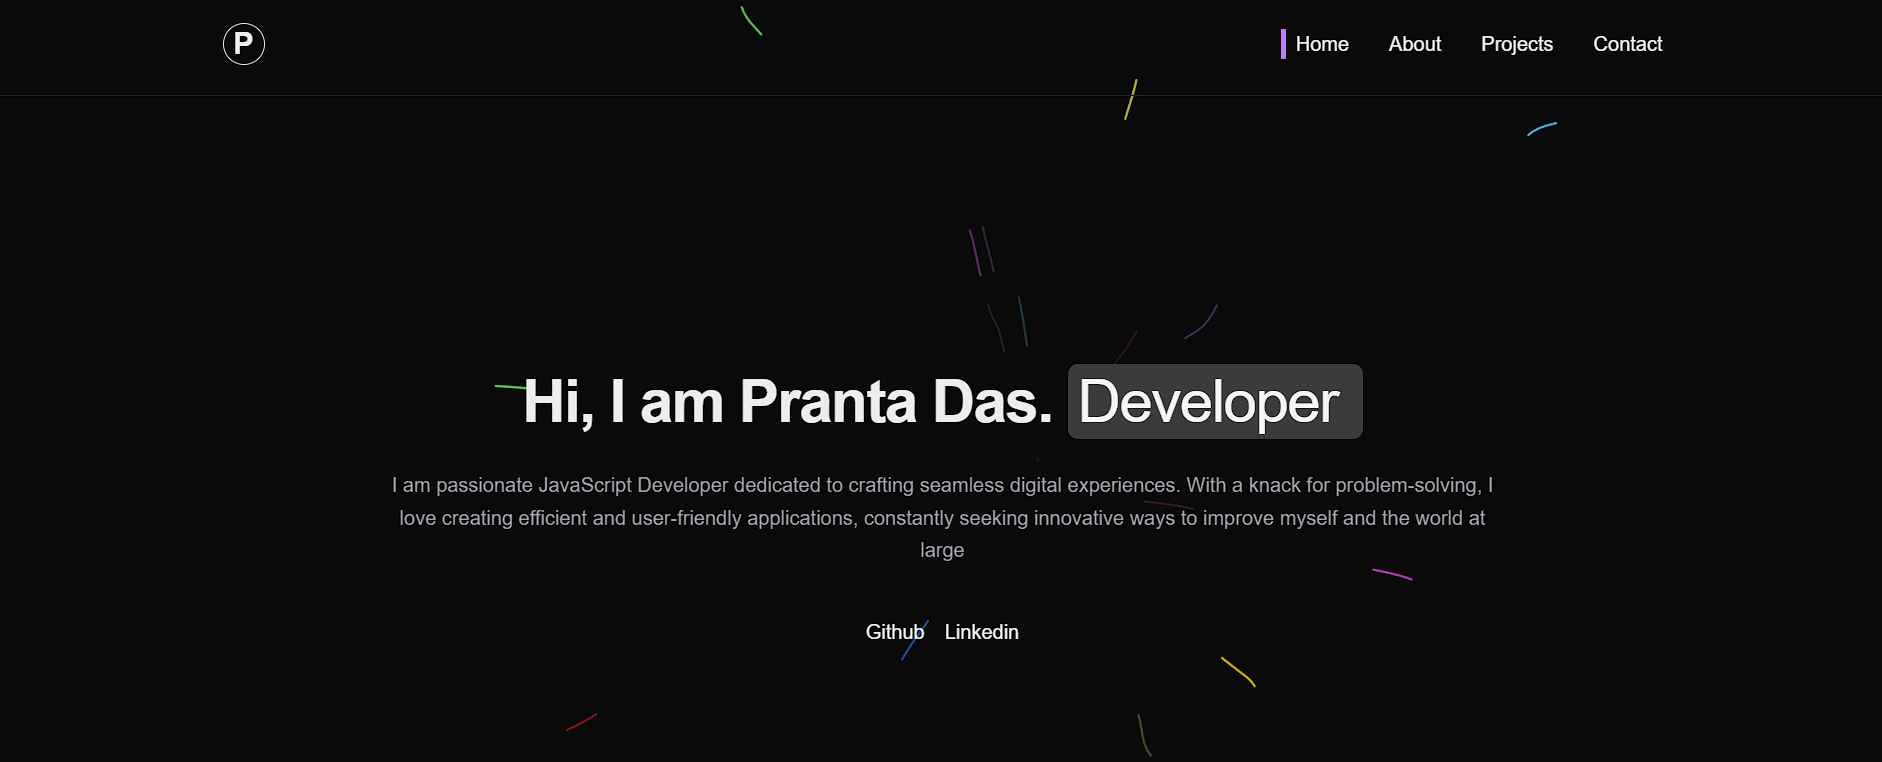 P
Home About Projects Contact
Hi, I am Pranta Das. Developer
I am passionate JavaScript Developer dedicated to crafting seamless digital experiences. With a knack for problem-solving, I
love creating efficient and user-friendly applications, constantly seeking innovative ways to improve myself and the world at
large
Github Linkedin